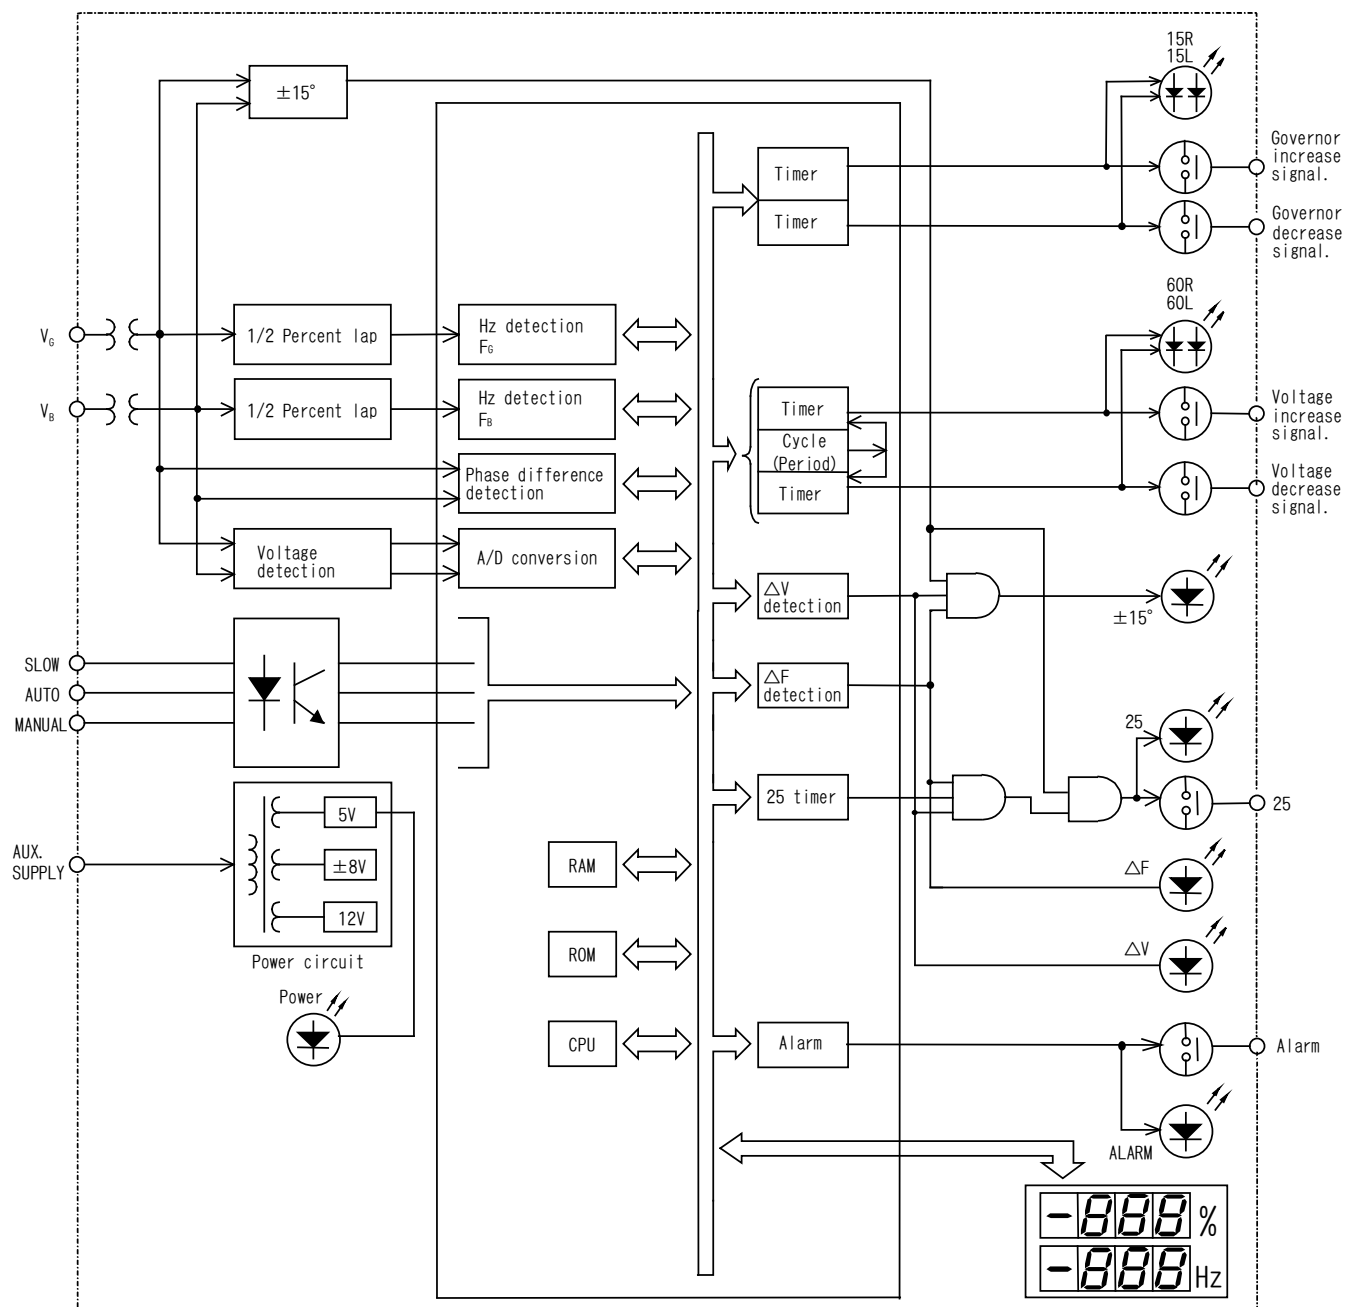 15R
15L
±15°
Governor
increase
signal.
Timer
Timer
Governor
decrease
signal.
60R
60L
VG
1/2 Percent lap
Hz detection
FG
VB
1/2 Percent lap
Hz detection
FB
Timer
Cycle
(Period)
Timer
Voltage
increase
signal.
Voltage
decrease
signal.
Phase difference
detection
Voltage
detection
A/D conversion
△V
detection
±15°
SLOW
AUTO
MANUAL
△F
detection
25
25 timer
25
5V
±8V
12V
AUX.
SUPPLY
Power circuit
RAM
△F
ROM
△V
Power
CPU
Alarm
Alarm
ALARM
-888 %
-888 Hz